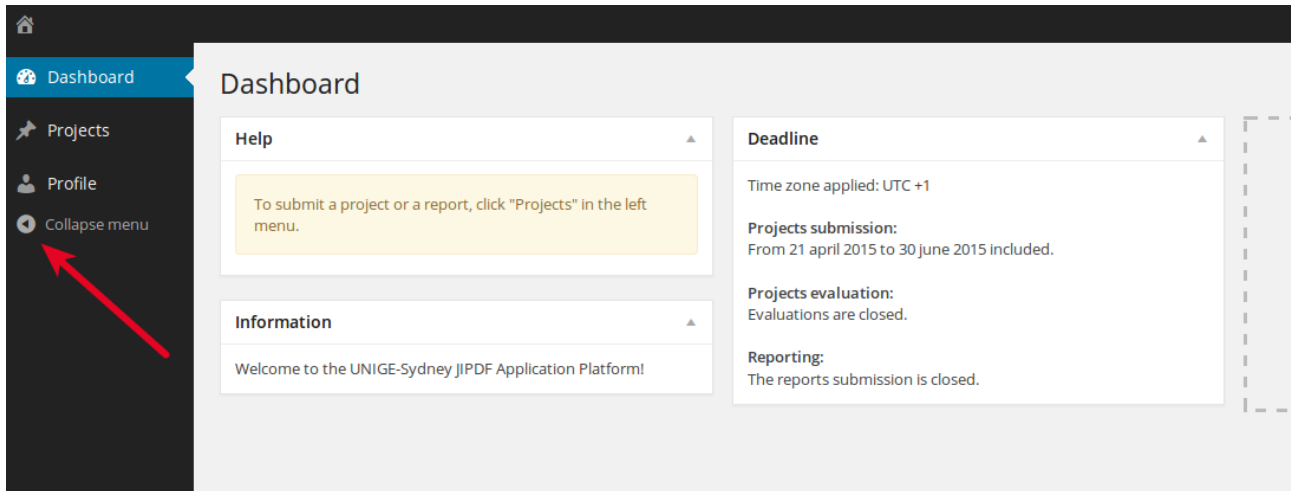 Dashboard
Projects
Profile
Collapse menu
Dashboard
Help
To submit a project or a report, click "Projects" in the left
menu.
Information
Welcome to the UNIGE-Sydney JIPDF Application Platform!
Deadline
Time zone applied: UTC +1
Projects submission:
From 21 april 2015 to 30 june 2015 included.
Projects evaluation:
Evaluations are closed.
Reporting:
The reports submission is closed.